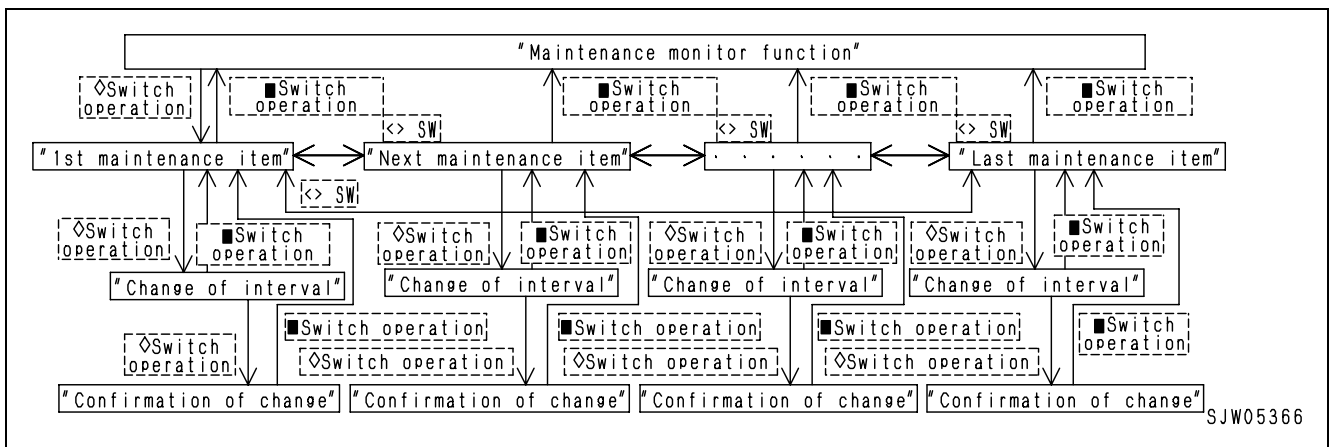 "Maintenance monitor function"
◊Switch
operation
■Switch
operation
■Switch
operation
■Switch
operation
■Switch
operation
<> SW
<> SW
<> SW
"1st maintenance item"
"Next maintenance item"
. . . . . .
"Last maintenance item"
<> SW
◊Switch
operation
■Switch
operation
◊Switch
operation
■Switch
operation
◊Switch
operation
■Switch
operation
◊Switch
operation
■Switch
operation
"Change of interval"
"Change of interval"
"Change of interval"
"Change of interval"
◊Switch
operation
■Switch operation
◊Switch operation
■Switch operation
◊Switch operation
■Switch operation
◊Switch operation
■Switch
operation
"Confirmation of change"
"Confirmation of change"
"Confirmation of change"
"Confirmation of change"
SJW05366